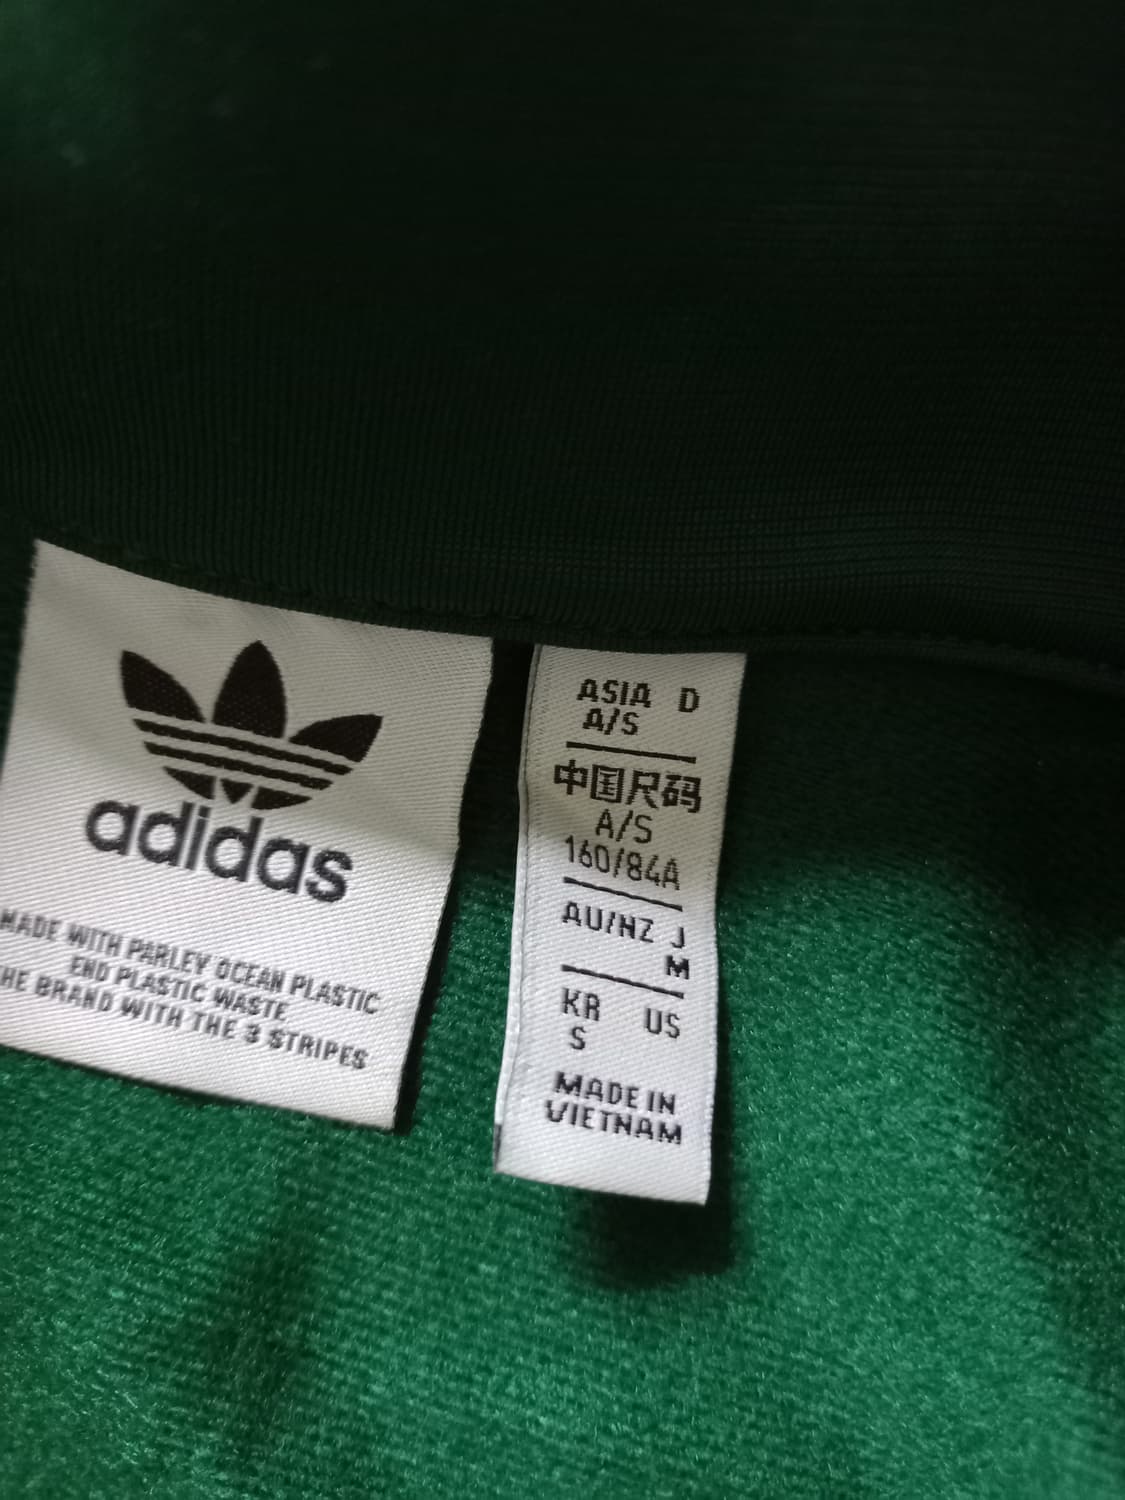 adidas
MADE WITH PARLEY OCEAN PLASTIC
END PLASTIC WASTE
THE BRAND WITH THE 3 STRIPES
ASIA D
A/S
中国尺码
A/S
160/84A
AU/NZ J
M
KR US
S
MADE IN
VIETNAM